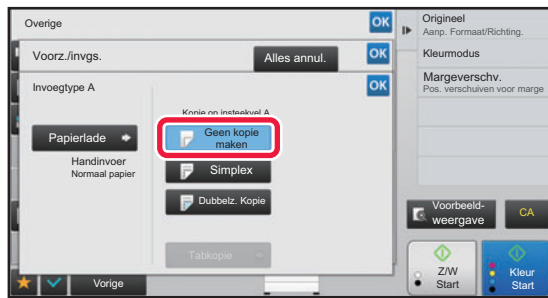 Overige
OK
Voorz./invgs.
Alles annul.
OK
Invoegtype A
OK
Kopie op insteekvel A
Papierlade
Handinvoer
Normaal papier
Geen kopie
maken
Simplex
Dubbelz. Kopie
Tabkopie
Vorige
Origineel
Aanp. Formaat/Richting.
Kleurmodus
Margeverschv.
Pos. verschuiven voor marge
Voorbeeld-
weergave
CA
Z/W
Start
Kleur
Start